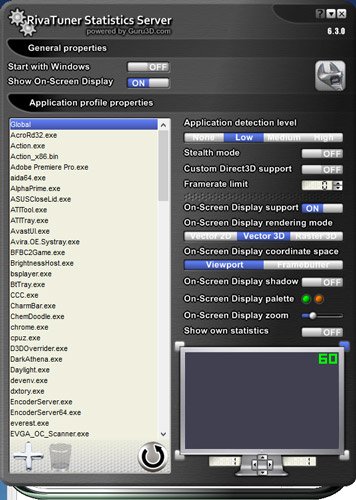 RivaTuner Statistics Server
powered by Guru3D.com
6.3.0
General properties
Start with Windows OFF
Show On-Screen Display ON
Application profile properties
Global
AcroRd32.exe
Action.exe
Action_x86.bin
Adobe Premiere Pro.exe
aida64.exe
AlphaPrime.exe
ASUSCloseLid.exe
ATITool.exe
ATITray.exe
AvastUI.exe
Avira.OE.Systray.exe
BFBC2Game.exe
BrightnessHost.exe
bsplayer.exe
BtTray.exe
CCC.exe
CharmBar.exe
ChemDoodle.exe
chrome.exe
cpuz.exe
D3DOverrider.exe
DarkAthena.exe
Daylight.exe
devenv.exe
dxtory.exe
EncoderServer.exe
EncoderServer64.exe
everest.exe
EVGA_OC_Scanner.exe
Application detection level
None Low Medium High
Stealth mode OFF
Custom Direct3D support OFF
Framerate limit 0
On-Screen Display support ON
On-Screen Display rendering mode
Vector 2D Vector 3D Raster 3D
On-Screen Display coordinate space
Viewport Framebuffer
On-Screen Display shadow OFF
On-Screen Display palette
On-Screen Display zoom
Show own statistics OFF
60